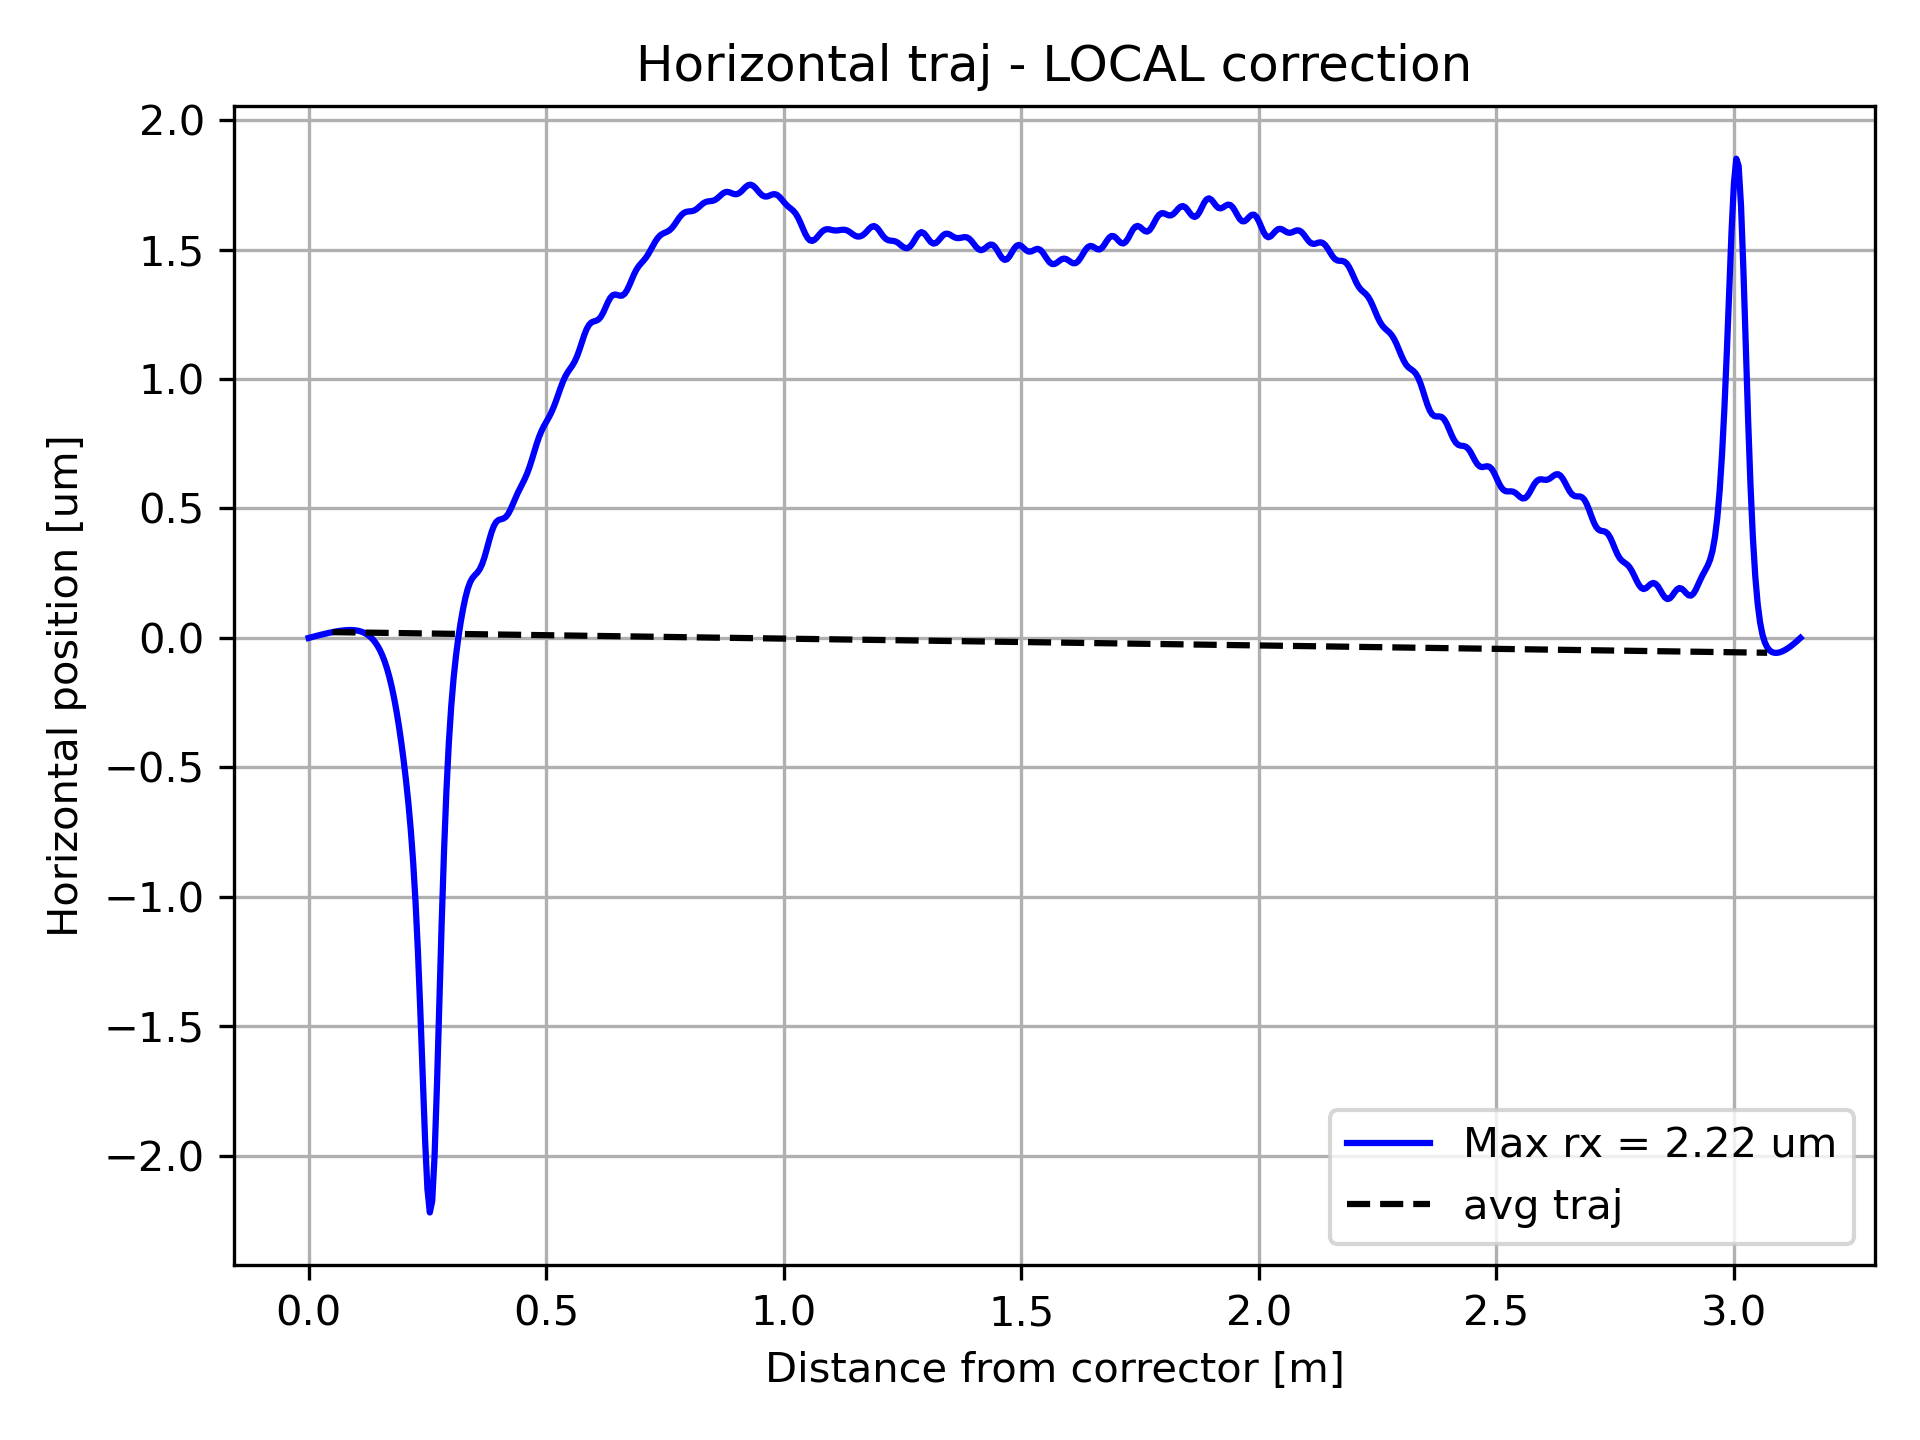 Horizontal traj - LOCAL correction
2.0
1.5
1.0
0.5
0.0
−0.5
−1.0
−1.5
−2.0
Horizontal position [um]
0.0 0.5 1.0 1.5 2.0 2.5 3.0
Distance from corrector [m]
Max rx = 2.22 um
avg traj